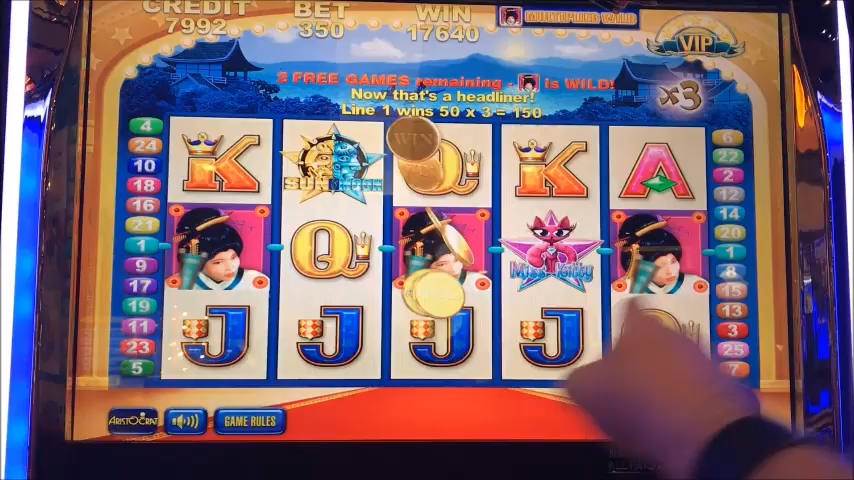 CREDIT BET WIN
7992 350 17640
VIP
2 FREE GAMES remaining - is WILD!
Now that's a headliner!
Line 1 wins 50 x 3 = 150
x3
4 K SUN MOON WIN Q K A 6
24 22
10 2
18 12
16 14
21 20
1 Q Miss Kitty 1
9 8
17 15
19 J J J J 13
11 3
23 25
5 7
ARISTOCRAT GAME RULES